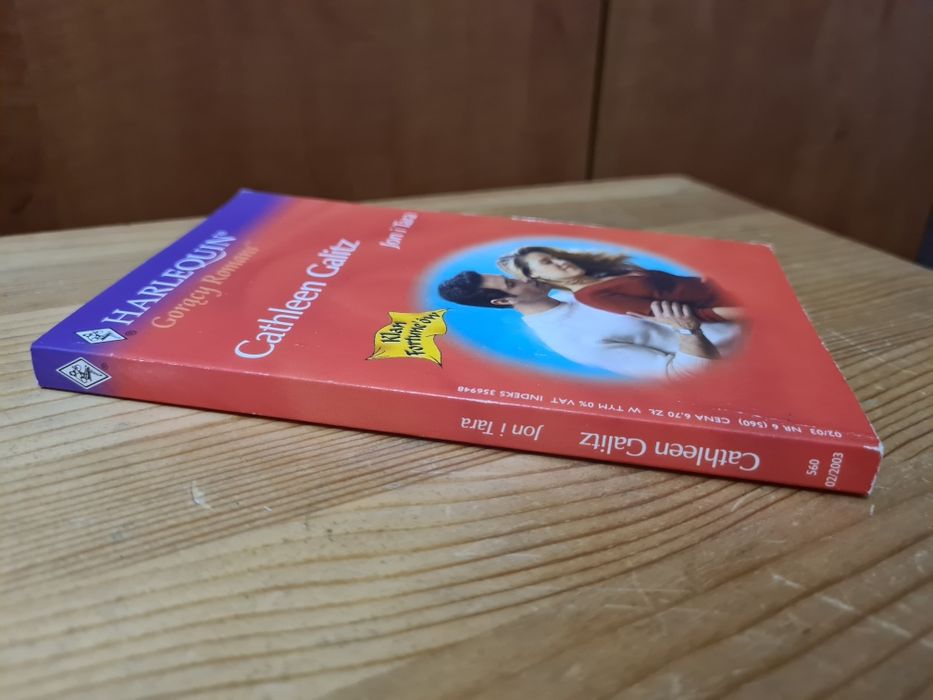 HARLEQUIN®
Gorący Romans
Cathleen Galitz
Jon i Tara
Klan
Fortune'ów
02/03 NR 6 (560) CENA 6,70 ZŁ W TYM 0% VAT INDEKS 356948
Jon i Tara
Cathleen Galitz
560
02/2003